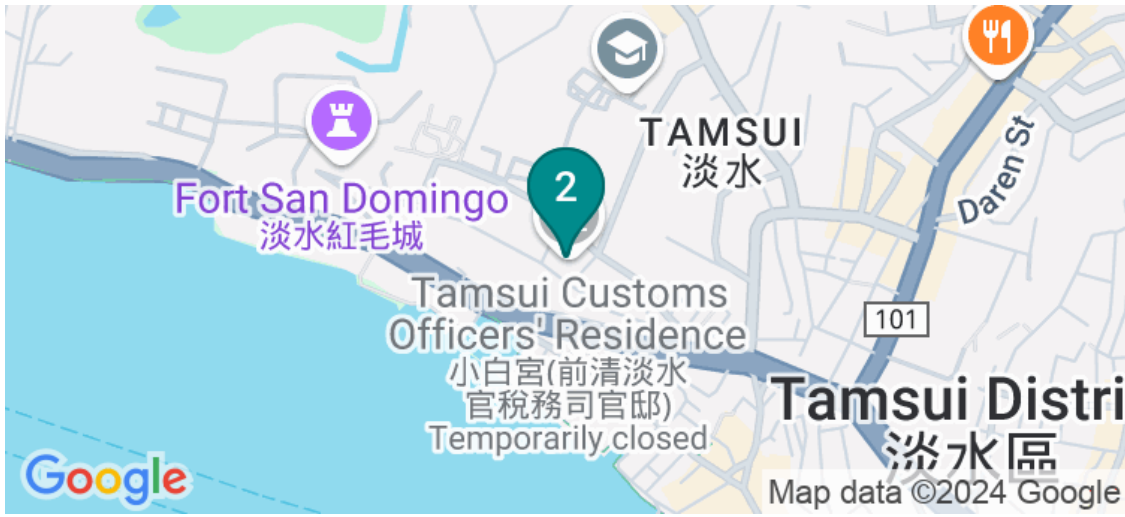 TAMSUI
淡水
Daren St
2
Fort San Domingo
淡水紅毛城
Tamsui Customs
Officers' Residence
小白宮(前清淡水
官稅務司官邸)
Temporarily closed
101
Tamsui Distri
淡水區
Google
Map data ©2024 Google